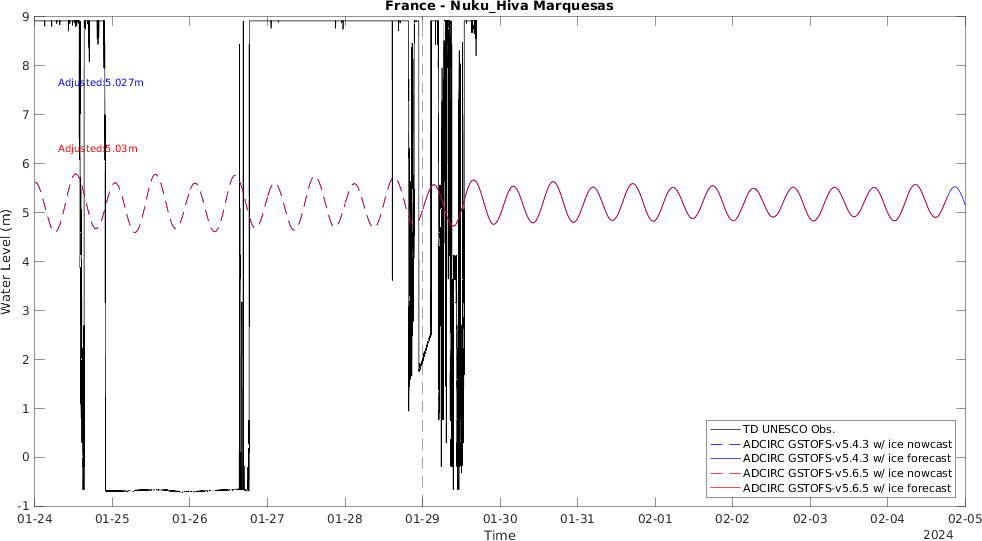 France - Nuku_Hiva Marquesas
9
8
7
6
5
4
3
2
1
0
-1
Water Level (m)
Adjusted:5.027m
Adjusted:5.03m
TD UNESCO Obs.
ADCIRC GSTOFS-v5.4.3 w/ ice nowcast
ADCIRC GSTOFS-v5.4.3 w/ ice forecast
ADCIRC GSTOFS-v5.6.5 w/ ice nowcast
ADCIRC GSTOFS-v5.6.5 w/ ice forecast
01-24 01-25 01-26 01-27 01-28 01-29 01-30 01-31 02-01 02-02 02-03 02-04 02-05
Time
2024